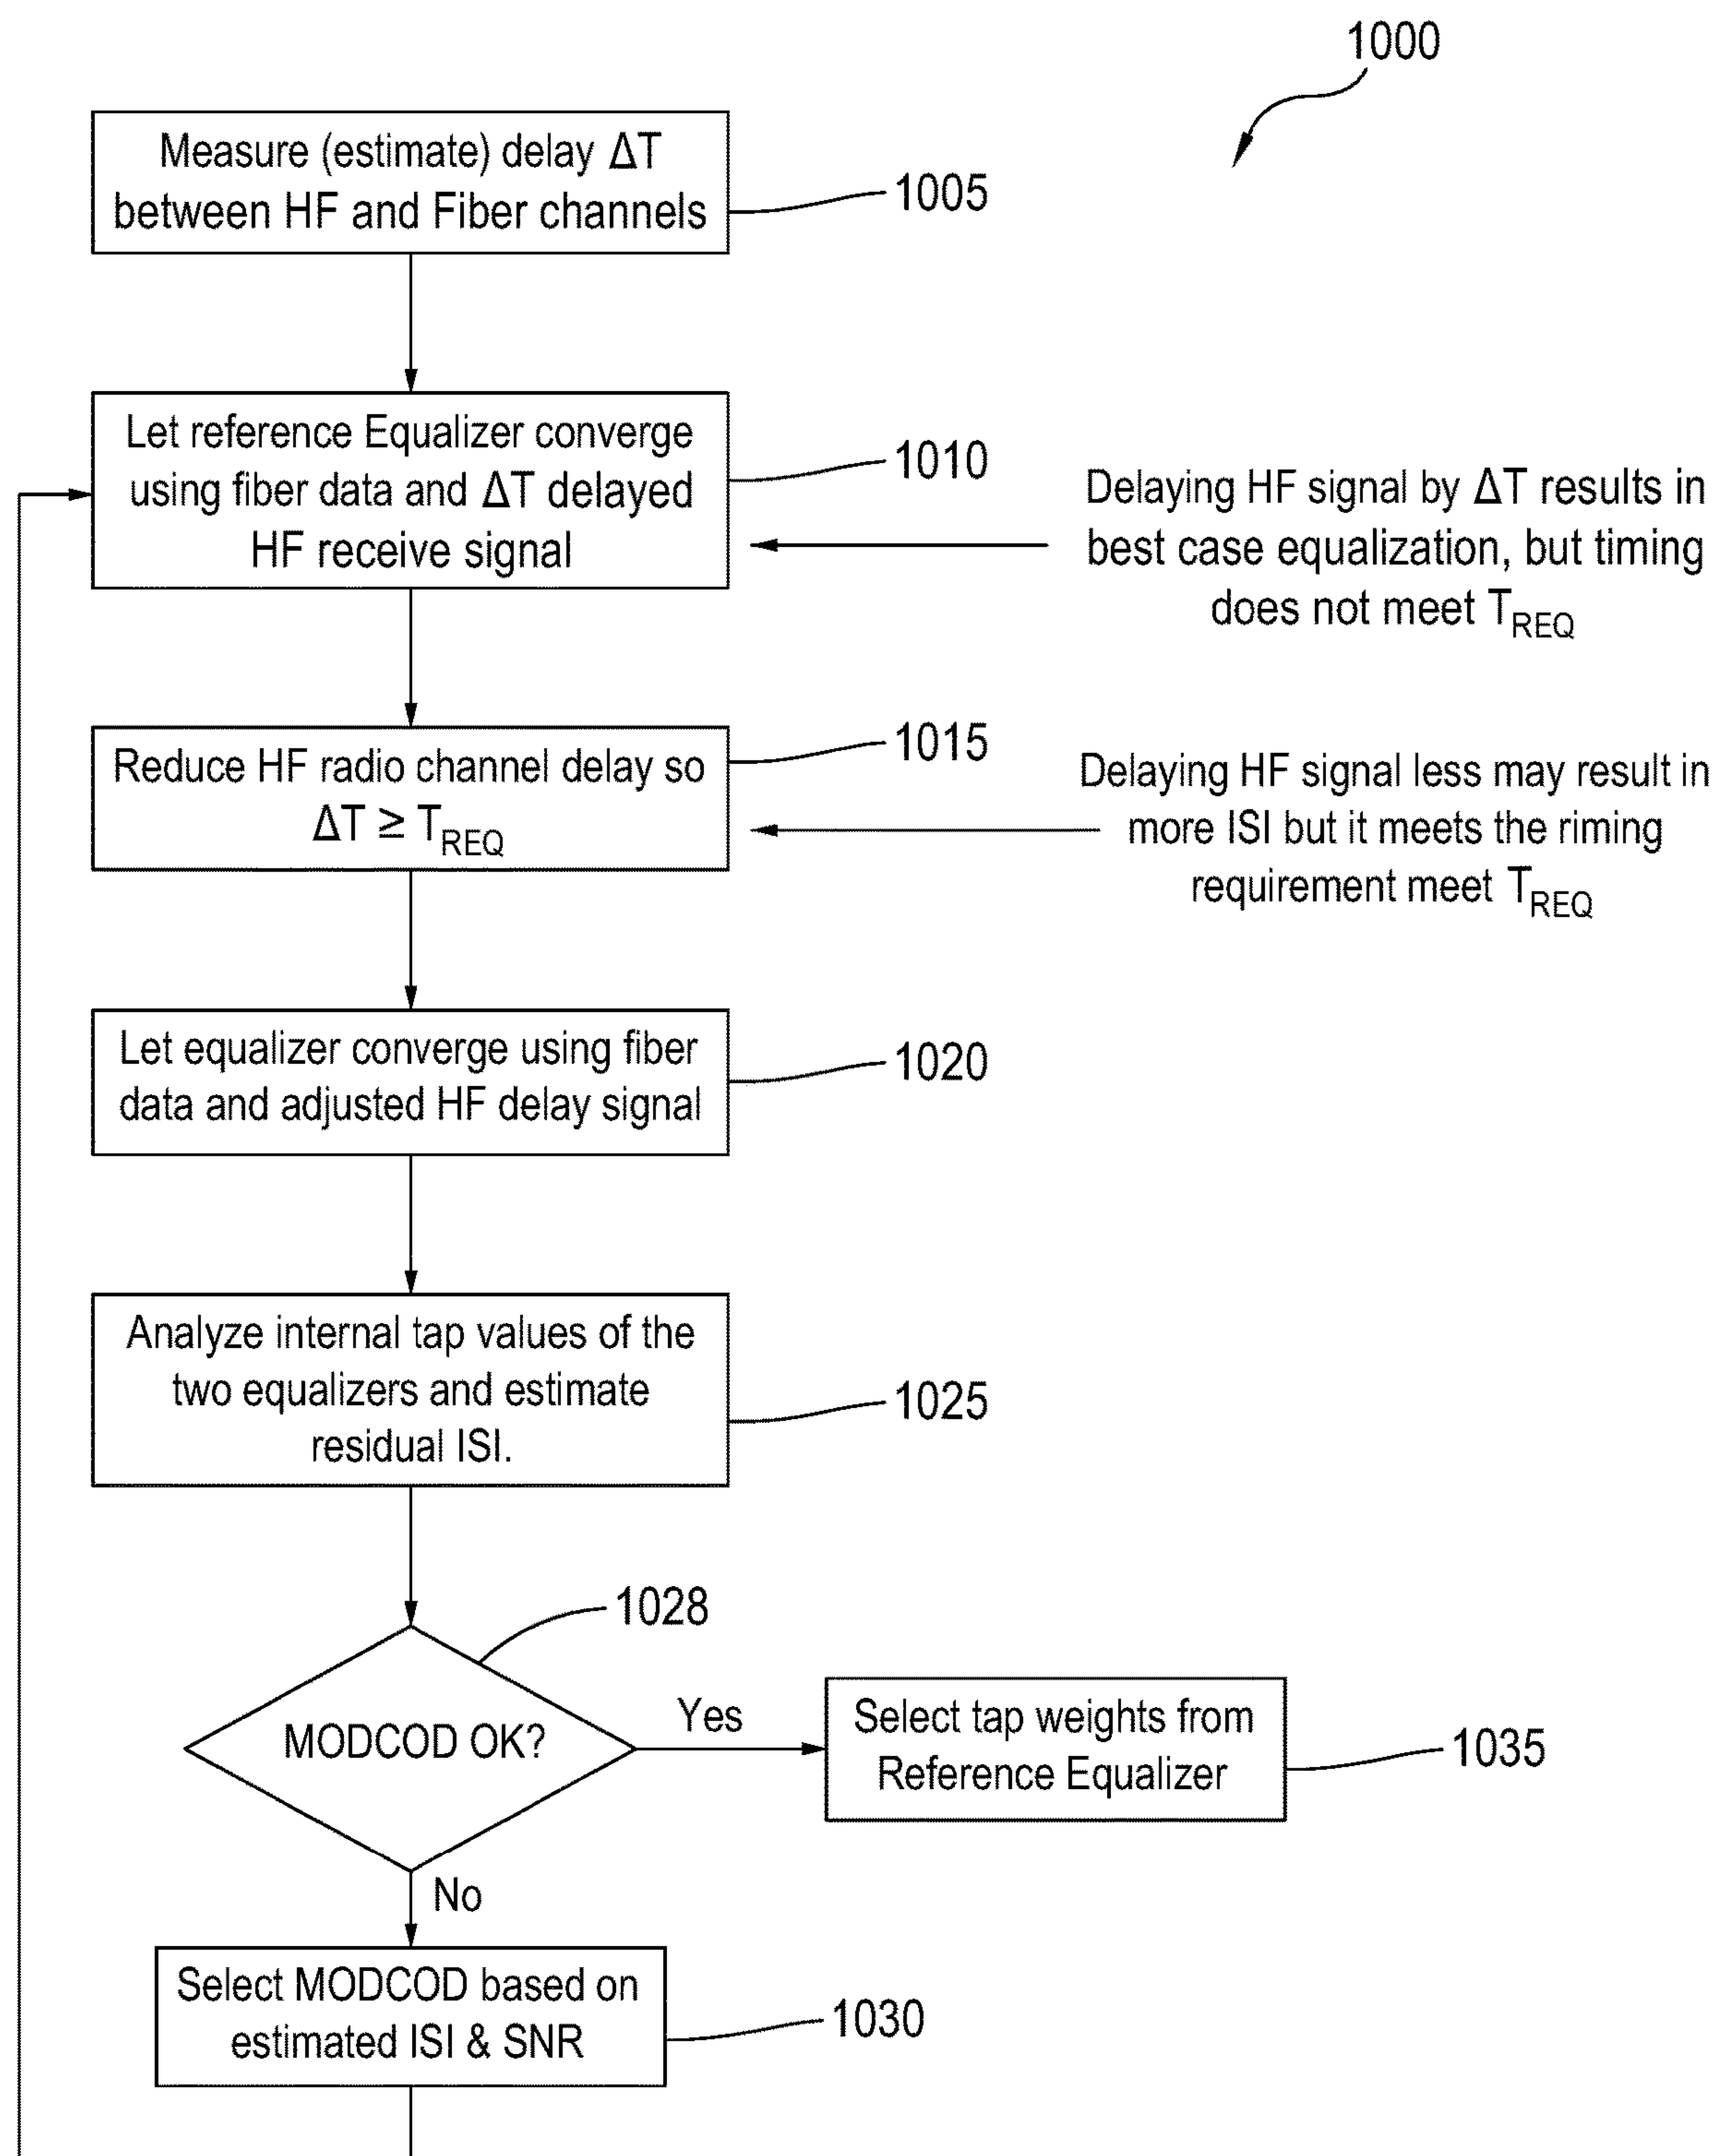 1000
Measure (estimate) delay ΔT
between HF and Fiber channels
1005
Let reference Equalizer converge
using fiber data and ΔT delayed
HF receive signal
1010
Delaying HF signal by ΔT results in
best case equalization, but timing
does not meet T_REQ
Reduce HF radio channel delay so
ΔT ≥ T_REQ
1015
Delaying HF signal less may result in
more ISI but it meets the riming
requirement meet T_REQ
Let equalizer converge using fiber
data and adjusted HF delay signal
1020
Analyze internal tap values of the
two equalizers and estimate
residual ISI.
1025
1028
MODCOD OK?
Yes
Select tap weights from
Reference Equalizer
1035
No
Select MODCOD based on
estimated ISI & SNR
1030